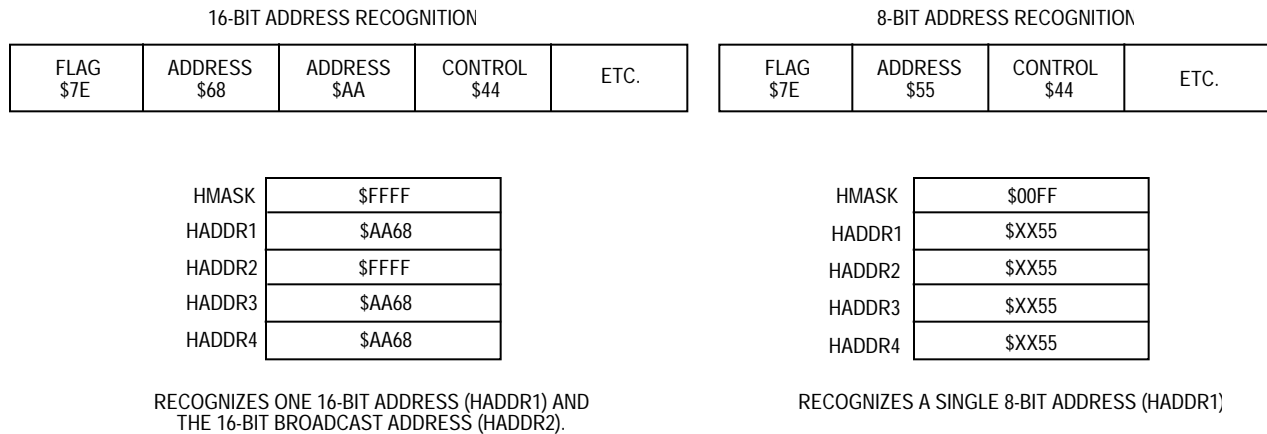 16-BIT ADDRESS RECOGNITION
FLAG $7E
ADDRESS $68
ADDRESS $AA
CONTROL $44
ETC.
HMASK $FFFF
HADDR1 $AA68
HADDR2 $FFFF
HADDR3 $AA68
HADDR4 $AA68
RECOGNIZES ONE 16-BIT ADDRESS (HADDR1) AND
THE 16-BIT BROADCAST ADDRESS (HADDR2).
8-BIT ADDRESS RECOGNITION
FLAG $7E
ADDRESS $55
CONTROL $44
ETC.
HMASK $00FF
HADDR1 $XX55
HADDR2 $XX55
HADDR3 $XX55
HADDR4 $XX55
RECOGNIZES A SINGLE 8-BIT ADDRESS (HADDR1)